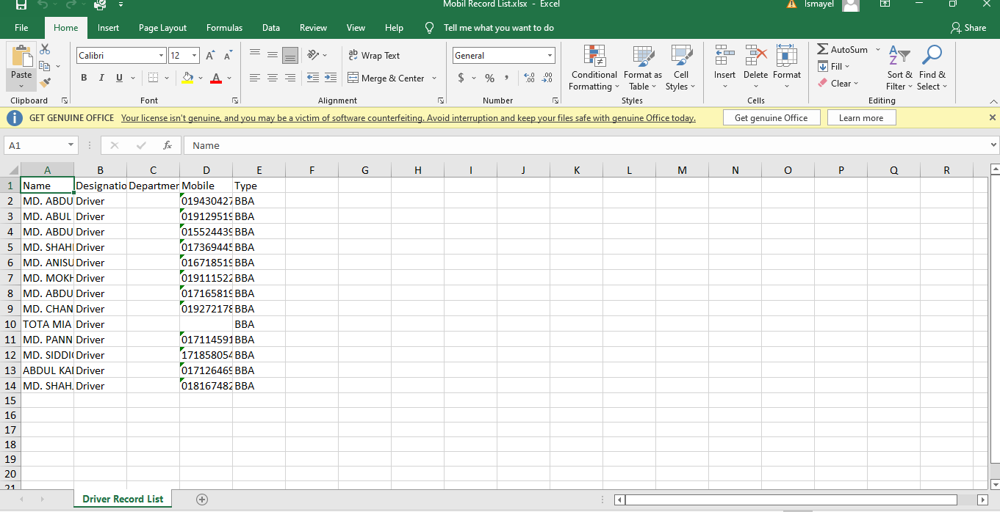 Mobil Record List.xlsx - Excel
Ismayel
File Home Insert Page Layout Formulas Data Review View Help Tell me what you want to do Share
Calibri 12 Wrap Text General AutoSum
Paste B I U A Merge & Center $ % , Conditional Formatting Format as Table Cell Styles Insert Delete Format Fill Clear Sort & Filter Find & Select
Clipboard Font Alignment Number Styles Cells Editing
GET GENUINE OFFICE Your license isn't genuine, and you may be a victim of software counterfeiting. Avoid interruption and keep your files safe with genuine Office today. Get genuine Office Learn more
A1 fx Name
A B C D E F G H I J K L M N O P Q R
1 Name Designatio Departmer Mobile Type
2 MD. ABDU Driver 019430427 BBA
3 MD. ABUL Driver 019129519 BBA
4 MD. ABDU Driver 015524439 BBA
5 MD. SHAHI Driver 017369445 BBA
6 MD. ANISU Driver 016718519 BBA
7 MD. MOKH Driver 019111522 BBA
8 MD. ABDU Driver 017165819 BBA
9 MD. CHAN Driver 019272178 BBA
10 TOTA MIA Driver BBA
11 MD. PANN Driver 017114591 BBA
12 MD. SIDDI Driver 171858054 BBA
13 ABDUL KAI Driver 017126469 BBA
14 MD. SHAH Driver 018167482 BBA
15
16
17
18
19
20
21
Driver Record List